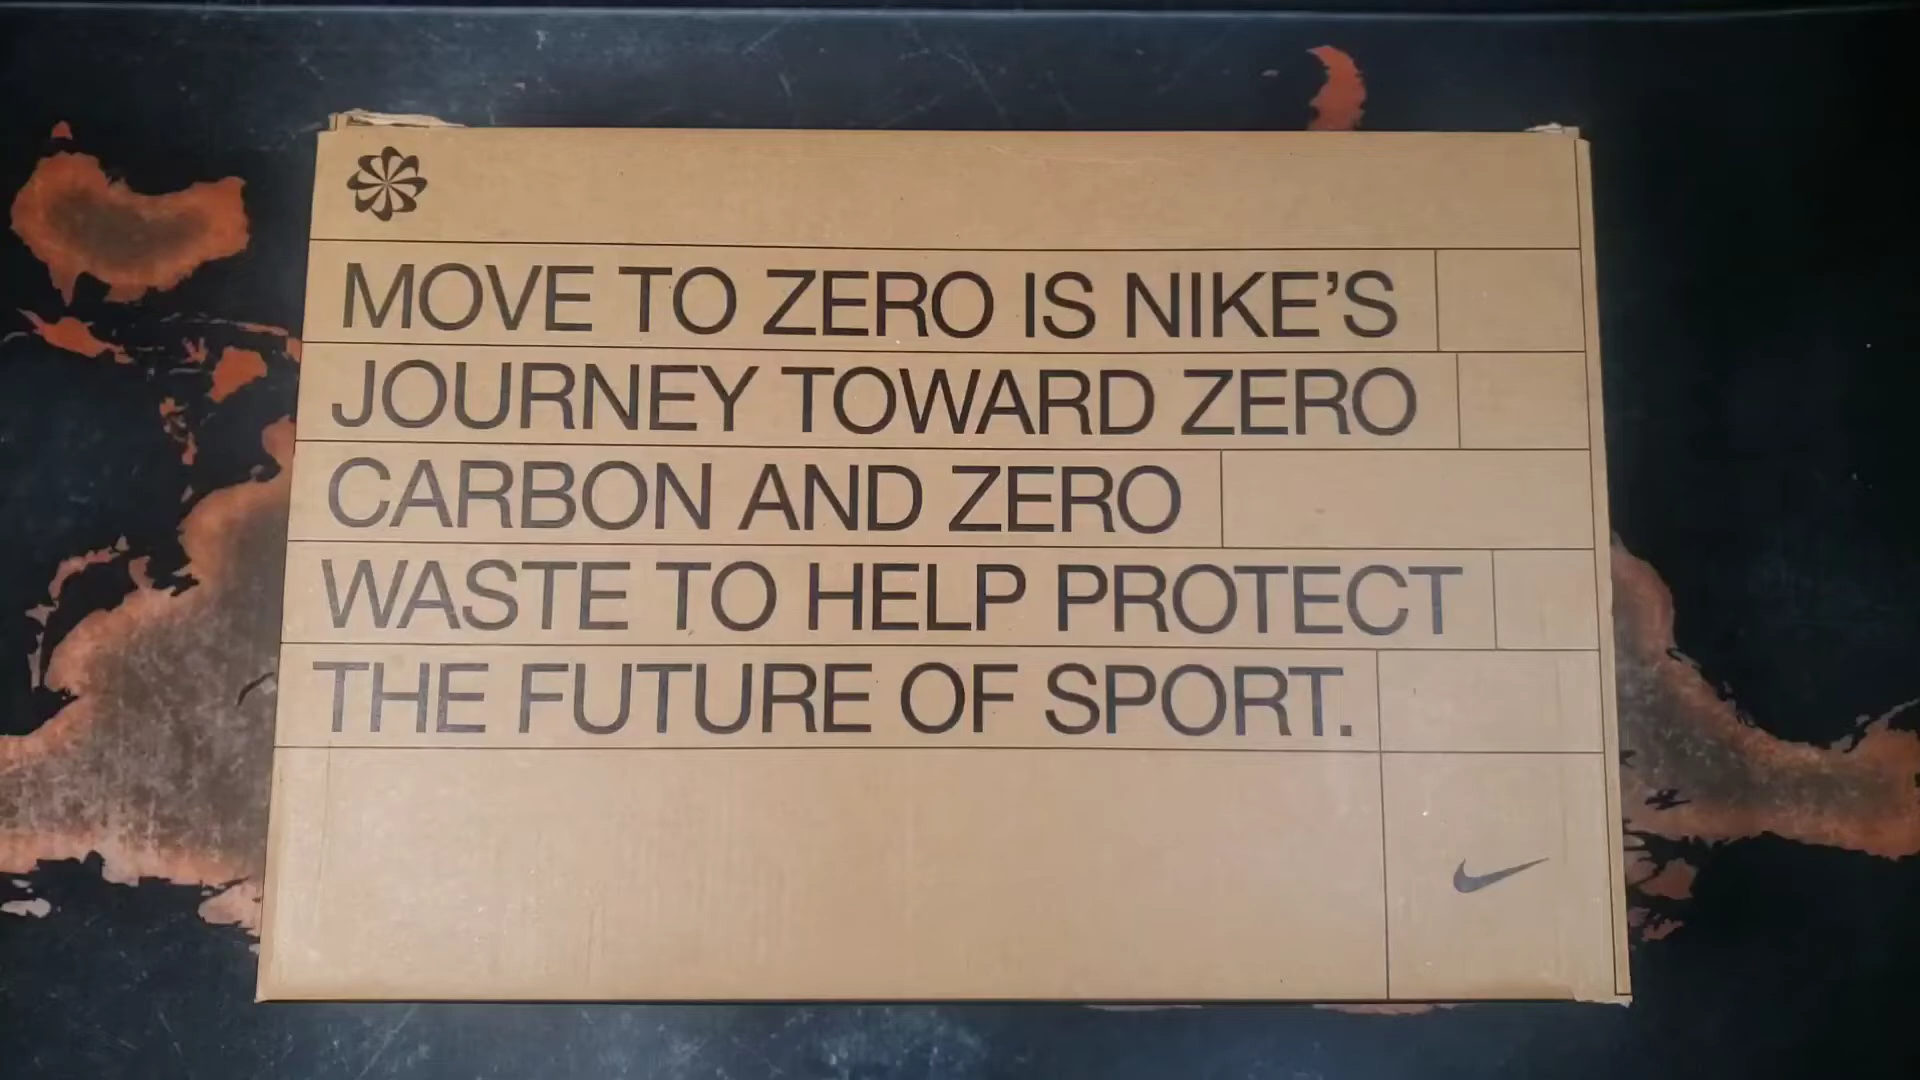 MOVE TO ZERO IS NIKE’S
JOURNEY TOWARD ZERO
CARBON AND ZERO
WASTE TO HELP PROTECT
THE FUTURE OF SPORT.